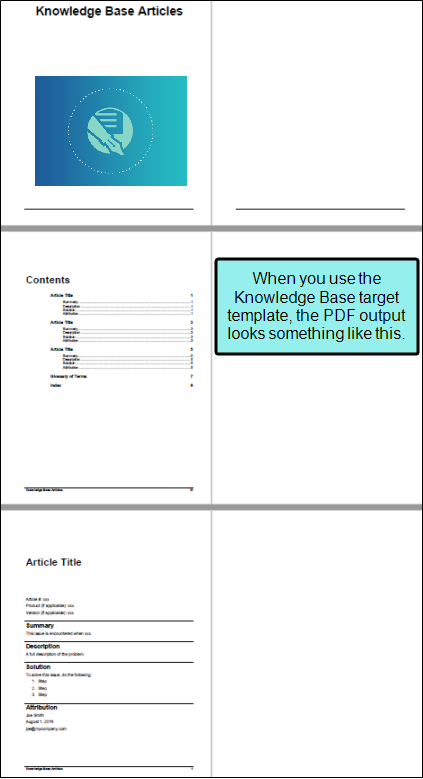 Knowledge Base Articles
Contents
Article Title 1
Summary 1
Description 1
Solution 1
Attribution 1
Article Title 3
Summary 3
Description 3
Solution 3
Attribution 3
Article Title 5
Summary 5
Description 5
Solution 5
Attribution 5
Glossary of Terms 7
Index 9
Knowledge Base Articles
When you use the
Knowledge Base target
template, the PDF output
looks something like this.
Article Title
Article #: xxx
Product (if applicable): xxx
Version (if applicable): xxx
Summary
This issue is encountered when xxx.
Description
A full description of the problem.
Solution
To solve this issue, do the following:
1. Step
2. Step
3. Step
Attribution
Joe Smith
August 1, 2016
joe@mycompany.com
Knowledge Base Articles 1